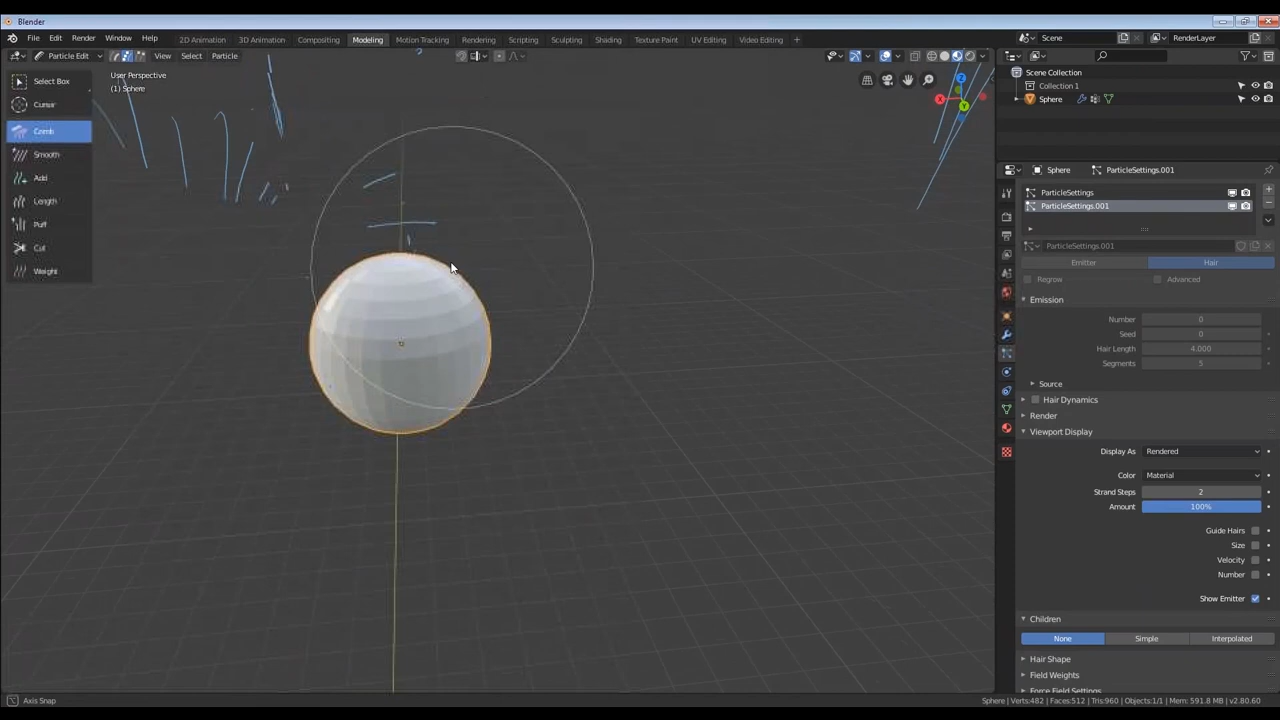 Blender
File Edit Render Window Help 2D Animation 3D Animation Compositing Modeling Motion Tracking Rendering Scripting Sculpting Shading Texture Paint UV Editing Video Editing +
Scene RenderLayer
Particle Edit View Select Particle
Select Box
Cursor
Comb
Smooth
Add
Length
Puff
Cut
Weight
User Perspective
(1) Sphere
X Y Z
Scene Collection
Collection 1
Sphere
Sphere ParticleSettings.001
ParticleSettings
ParticleSettings.001
ParticleSettings.001
Emitter Hair
Regrow Advanced
Emission
Number 0
Seed 0
Hair Length 4.000
Segments 5
Source
Hair Dynamics
Render
Viewport Display
Display As Rendered
Color Material
Strand Steps 2
Amount 100%
Guide Hairs
Size
Velocity
Number
Show Emitter
Children
None Simple Interpolated
Hair Shape
Field Weights
Force Field Settings
Axis Snap
Sphere | Verts:482 | Faces:512 | Tris:960 | Objects:1/1 | Mem: 591.8 MB | v2.80.60